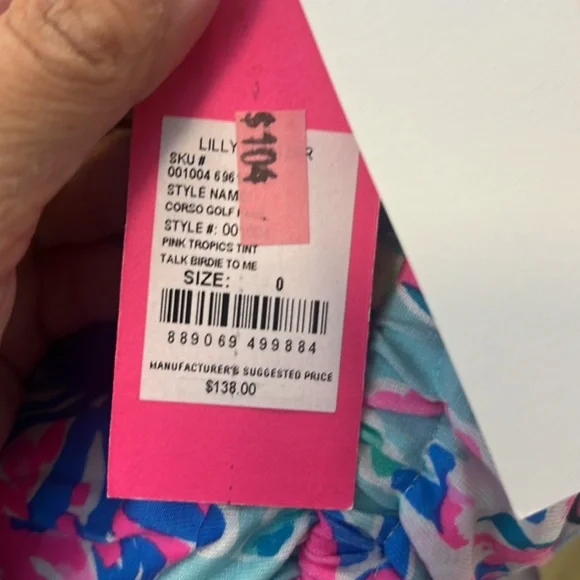 $104
LILLY R
SKU #
001004 696
STYLE NAM
CORSO GOLF
STYLE #: 00
PINK TROPICS TINT
TALK BIRDIE TO ME
SIZE: 0
889069 499884
MANUFACTURER'S SUGGESTED PRICE
$138.00